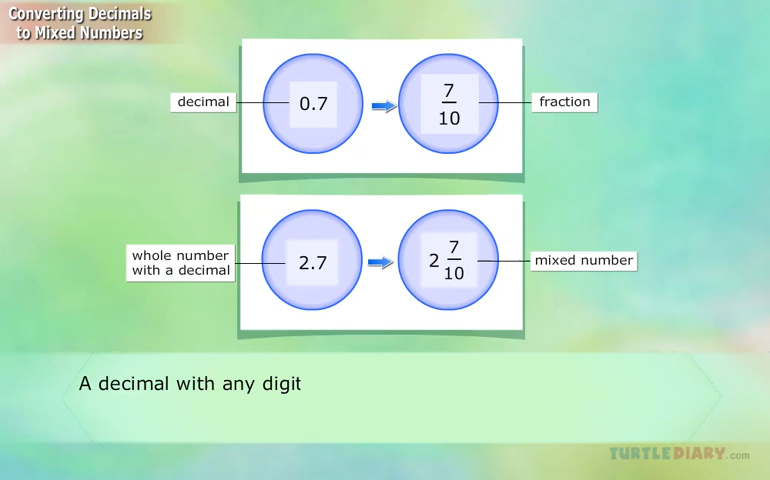 Converting Decimals
to Mixed Numbers
decimal
0.7
7
10
fraction
whole number
with a decimal
2.7
2 7
10
mixed number
A decimal with any digit
TURTLEDIARY.com